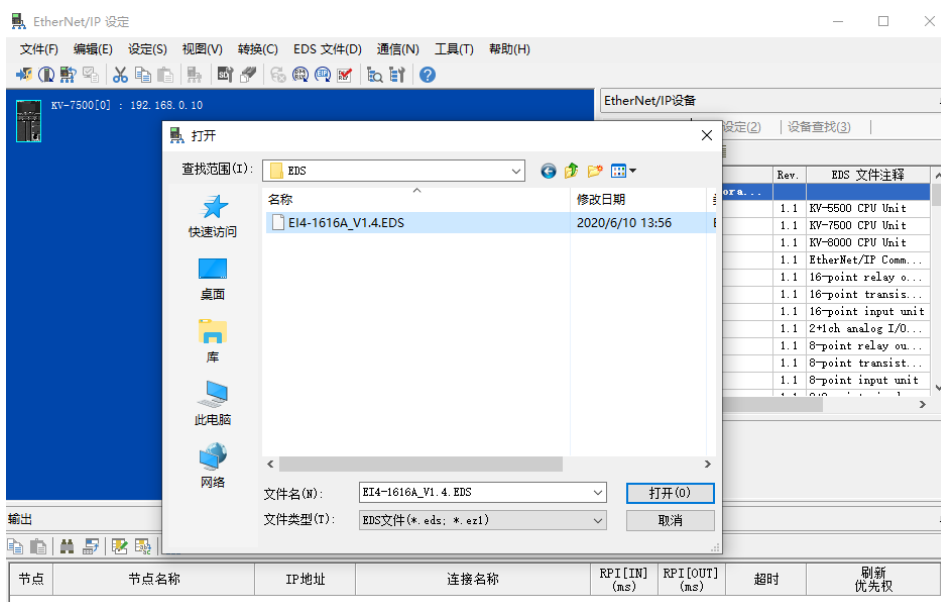 EtherNet/IP 设定
文件(F) 编辑(E) 设定(S) 视图(V) 转换(C) EDS 文件(D) 通信(N) 工具(T) 帮助(H)
KV-7500[0] : 192.168.0.10
EtherNet/IP设备
设定(2) 设备查找(3)
Rev. EDS 文件注释
ora...
1.1 KV-5500 CPU Unit
1.1 KV-7500 CPU Unit
1.1 KV-8000 CPU Unit
1.1 EtherNet/IP Comm...
1.1 16-point relay o...
1.1 16-point transis...
1.1 16-point input unit
1.1 2+1ch analog I/O...
1.1 8-point relay ou...
1.1 8-point transist...
1.1 8-point input unit
打开
查找范围(I): EDS
名称 修改日期
EI4-1616A_V1.4.EDS 2020/6/10 13:56
快速访问
桌面
库
此电脑
网络
文件名(N): EI4-1616A_V1.4.EDS 打开(O)
文件类型(T): EDS文件(*.eds; *.ez1) 取消
输出
节点 节点名称 IP地址 连接名称 RPI[IN] (ms) RPI[OUT] (ms) 超时 刷新 优先权